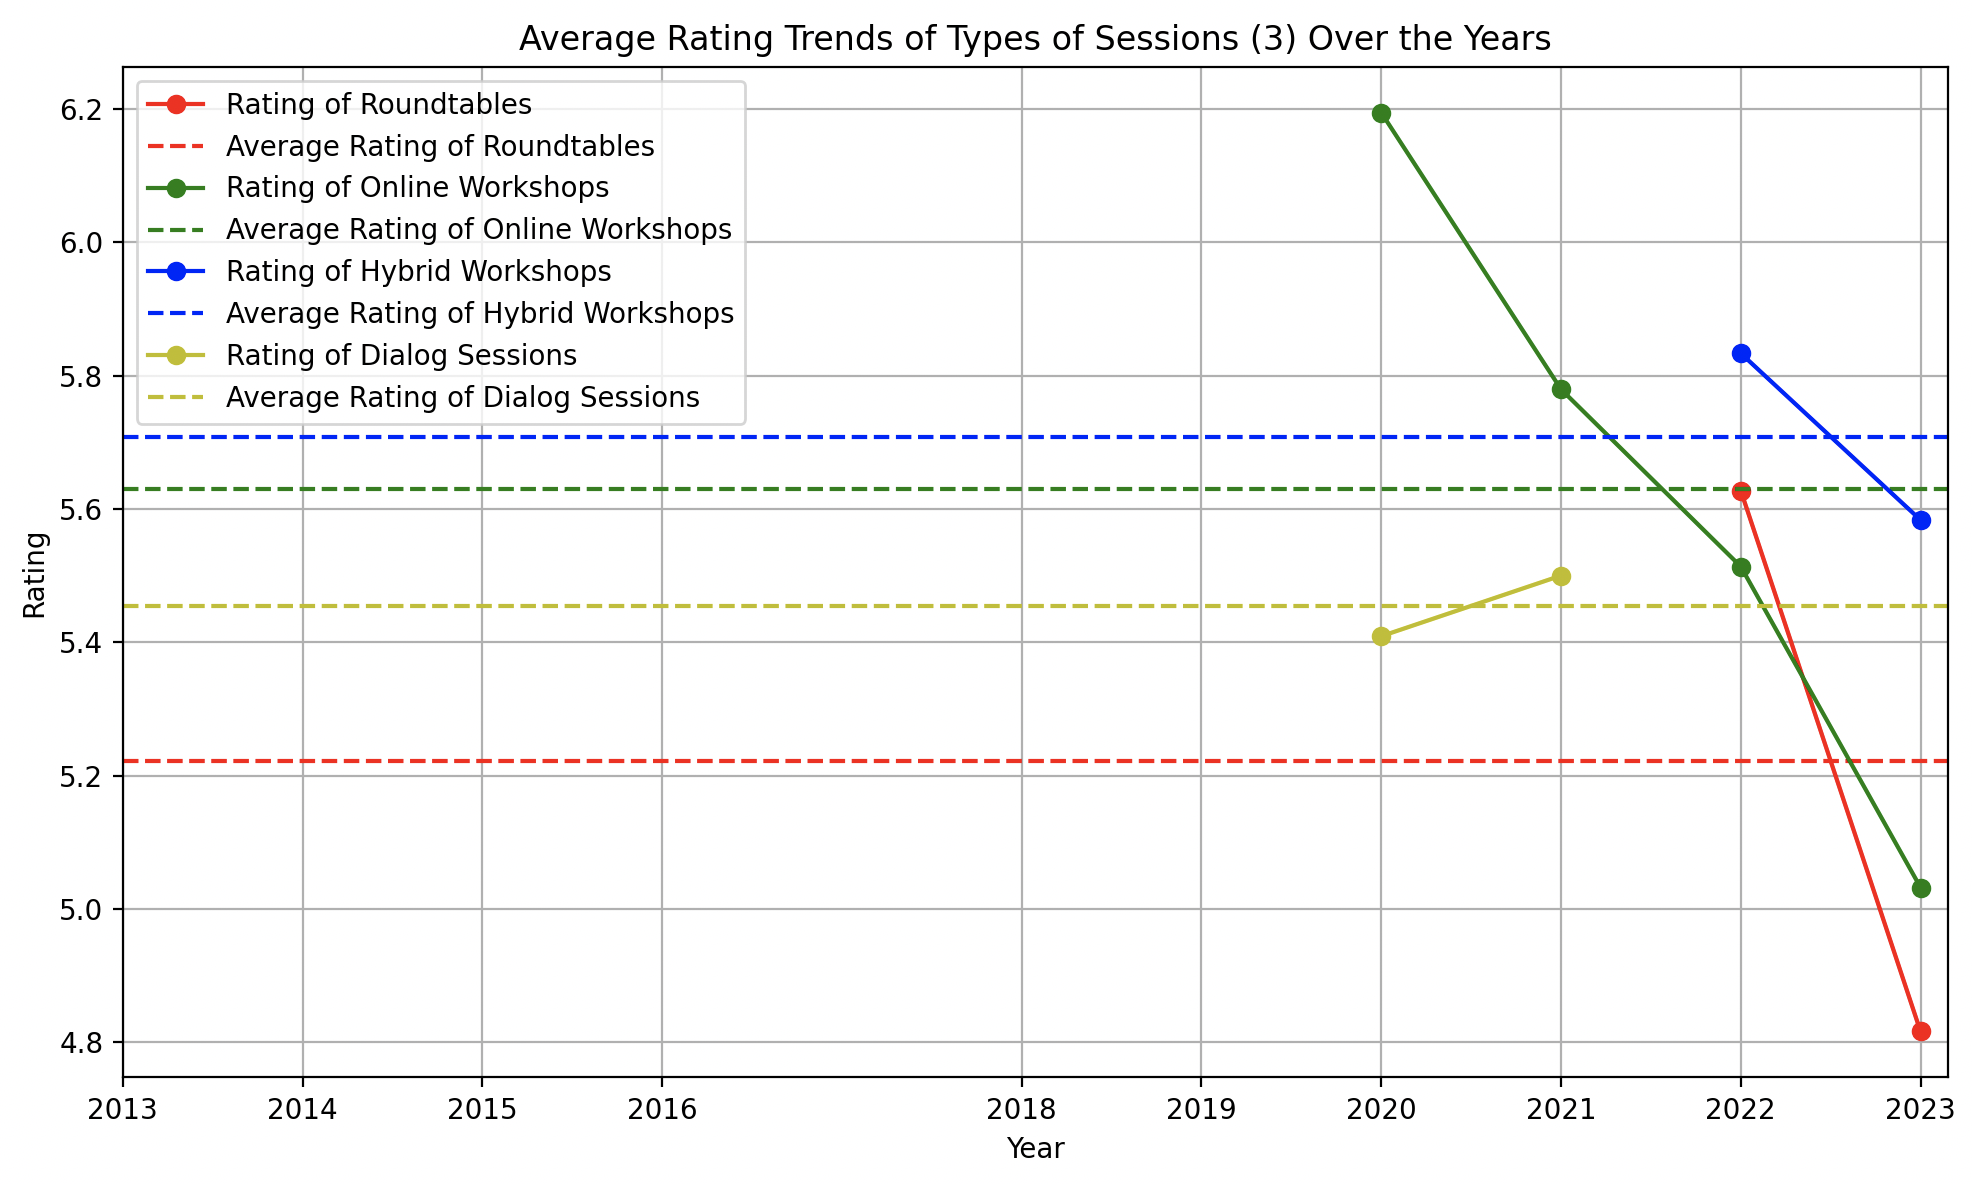 Average Rating Trends of Types of Sessions (3) Over the Years
Rating of Roundtables
Average Rating of Roundtables
Rating of Online Workshops
Average Rating of Online Workshops
Rating of Hybrid Workshops
Average Rating of Hybrid Workshops
Rating of Dialog Sessions
Average Rating of Dialog Sessions
6.2
6.0
5.8
5.6
5.4
5.2
5.0
4.8
Rating
2013 2014 2015 2016 2018 2019 2020 2021 2022 2023
Year